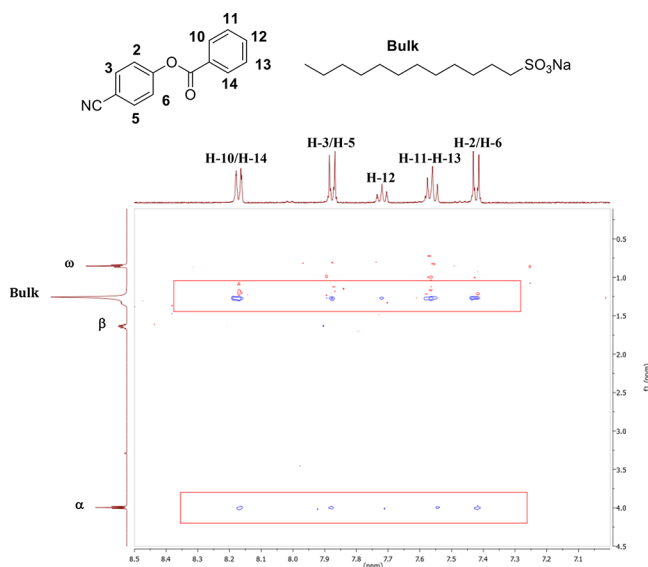 11
10
12
2
Bulk
3
O
13
SO3Na
O
14
6
NC
5
H-10/H-14
H-3/H-5
H-12
H-11-H-13
H-2/H-6
ω
Bulk
β
α
0.5
1.0
1.5
2.0
2.5
3.0
3.5
4.0
4.5
f1 (ppm)
8.5 8.4 8.3 8.2 8.1 8.0 7.9 7.8 7.7 7.6 7.5 7.4 7.3 7.2 7.1
(ppm)